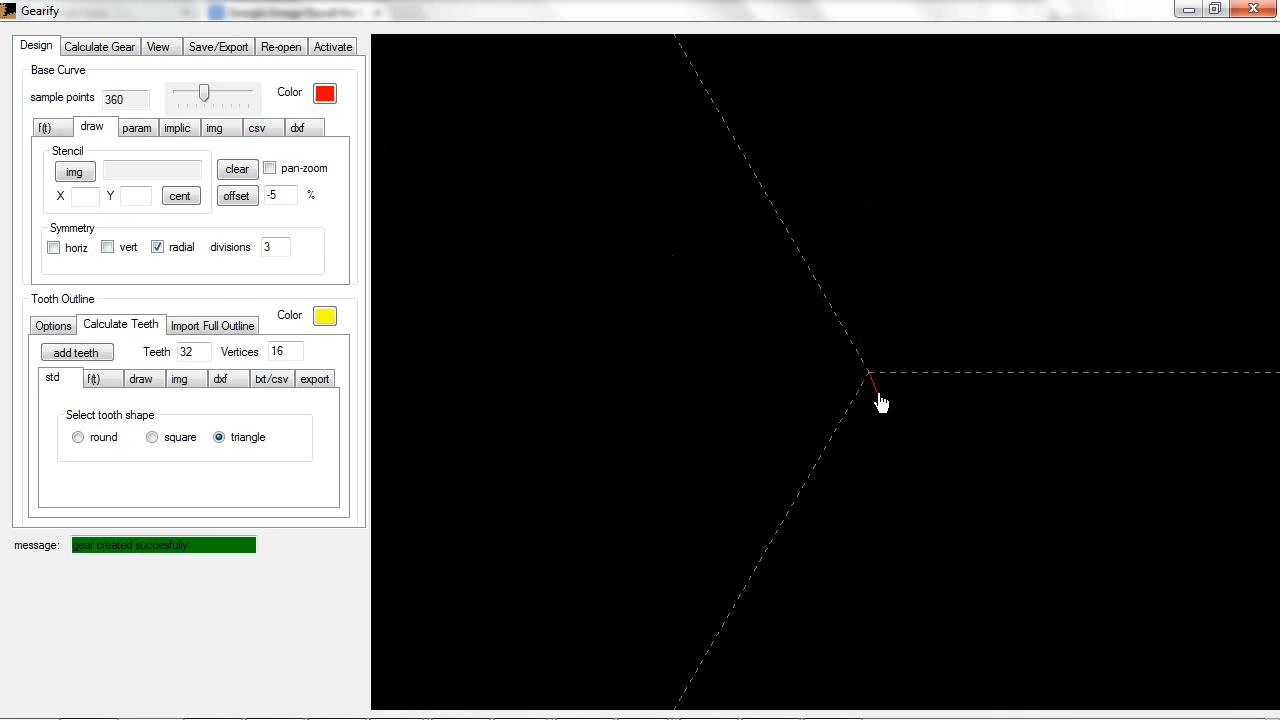 Gearify
Design Calculate Gear View Save/Export Re-open Activate
Base Curve
sample points 360 Color
f(t) draw param implic img csv dxf
Stencil
img clear pan-zoom
X Y cent offset -5 %
Symmetry
horiz vert radial divisions 3
Tooth Outline
Options Calculate Teeth Import Full Outline Color
add teeth Teeth 32 Vertices 16
std f(t) draw img dxf txt/csv export
Select tooth shape
round square triangle
message: gear created succesfully